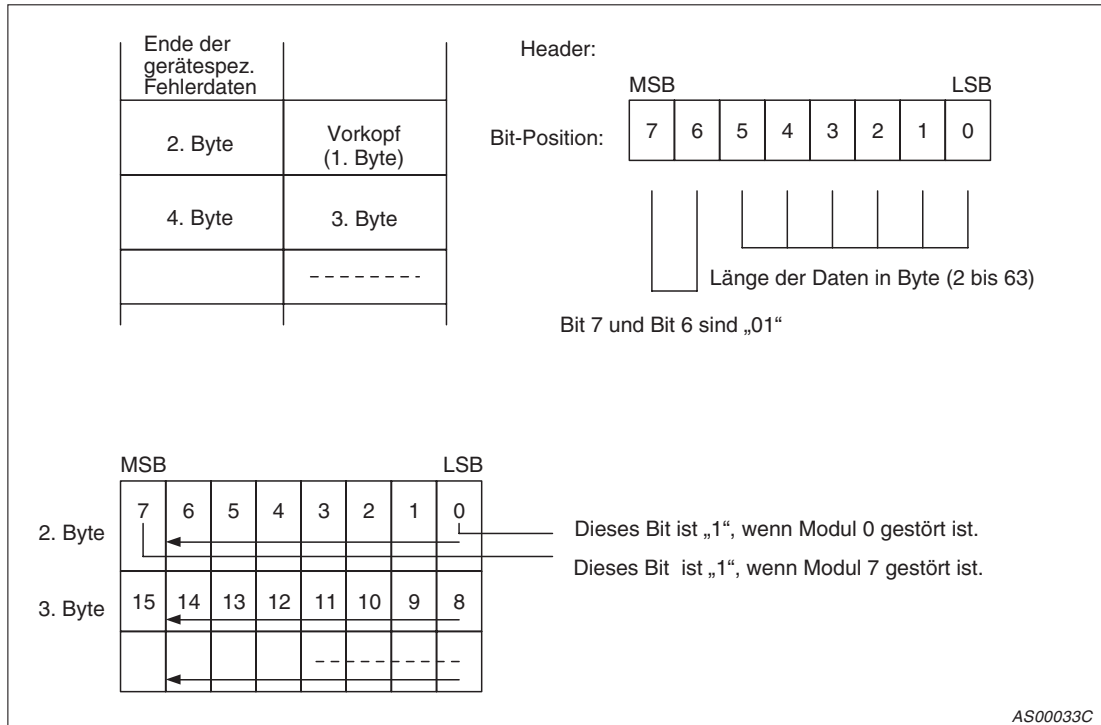 Ende der
gerätespez.
Fehlerdaten
2. Byte
Vorkopf
(1. Byte)
4. Byte
3. Byte
Header:
MSB
LSB
Bit-Position:
7 6 5 4 3 2 1 0
Länge der Daten in Byte (2 bis 63)
Bit 7 und Bit 6 sind „01“
MSB
LSB
2. Byte
7 6 5 4 3 2 1 0
Dieses Bit ist „1“, wenn Modul 0 gestört ist.
Dieses Bit ist „1“, wenn Modul 7 gestört ist.
3. Byte
15 14 13 12 11 10 9 8
AS00033C